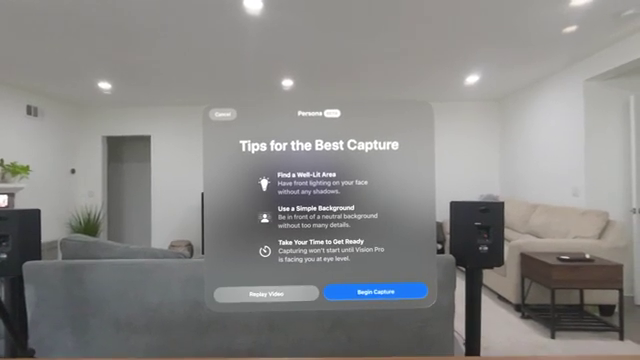 Cancel
Persona BETA
Tips for the Best Capture
Find a Well-Lit Area
Have front lighting on your face
without any shadows.
Use a Simple Background
Be in front of a neutral background
without too many details.
Take Your Time to Get Ready
Capturing won't start until Vision Pro
is facing you at eye level.
Replay Video
Begin Capture